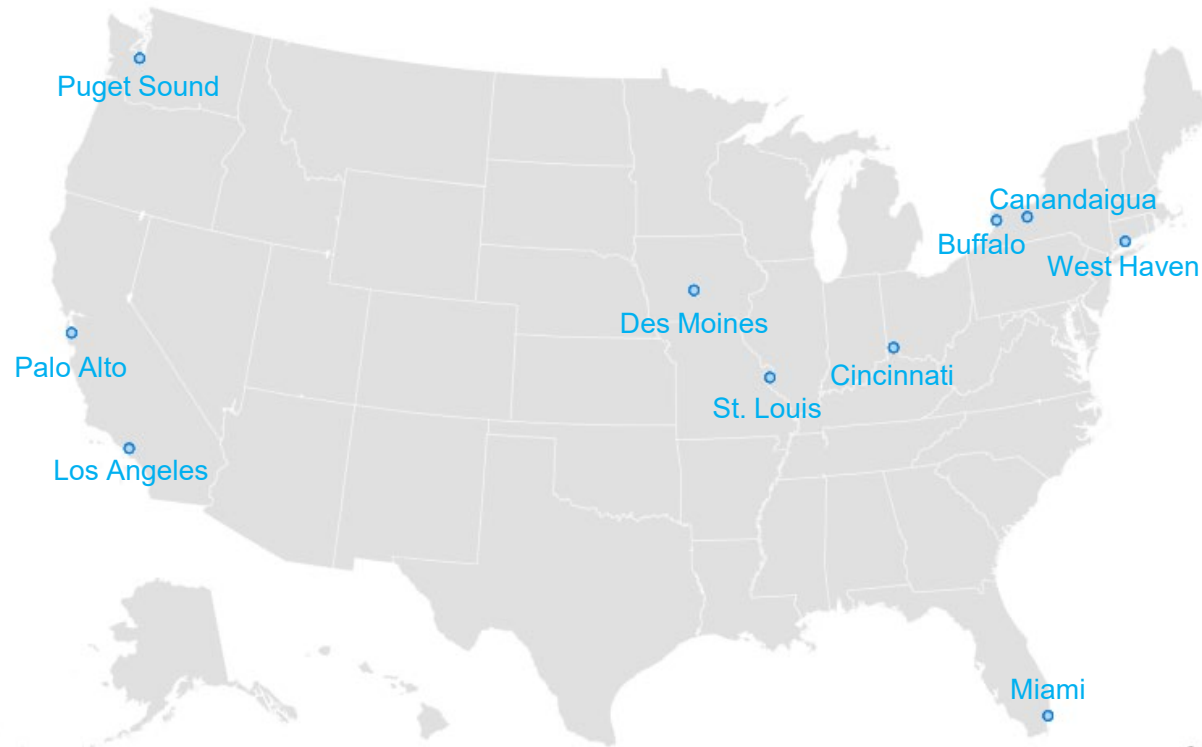 Puget Sound
Canandaigua
Buffalo
West Haven
Des Moines
Palo Alto
Cincinnati
St. Louis
Los Angeles
Miami